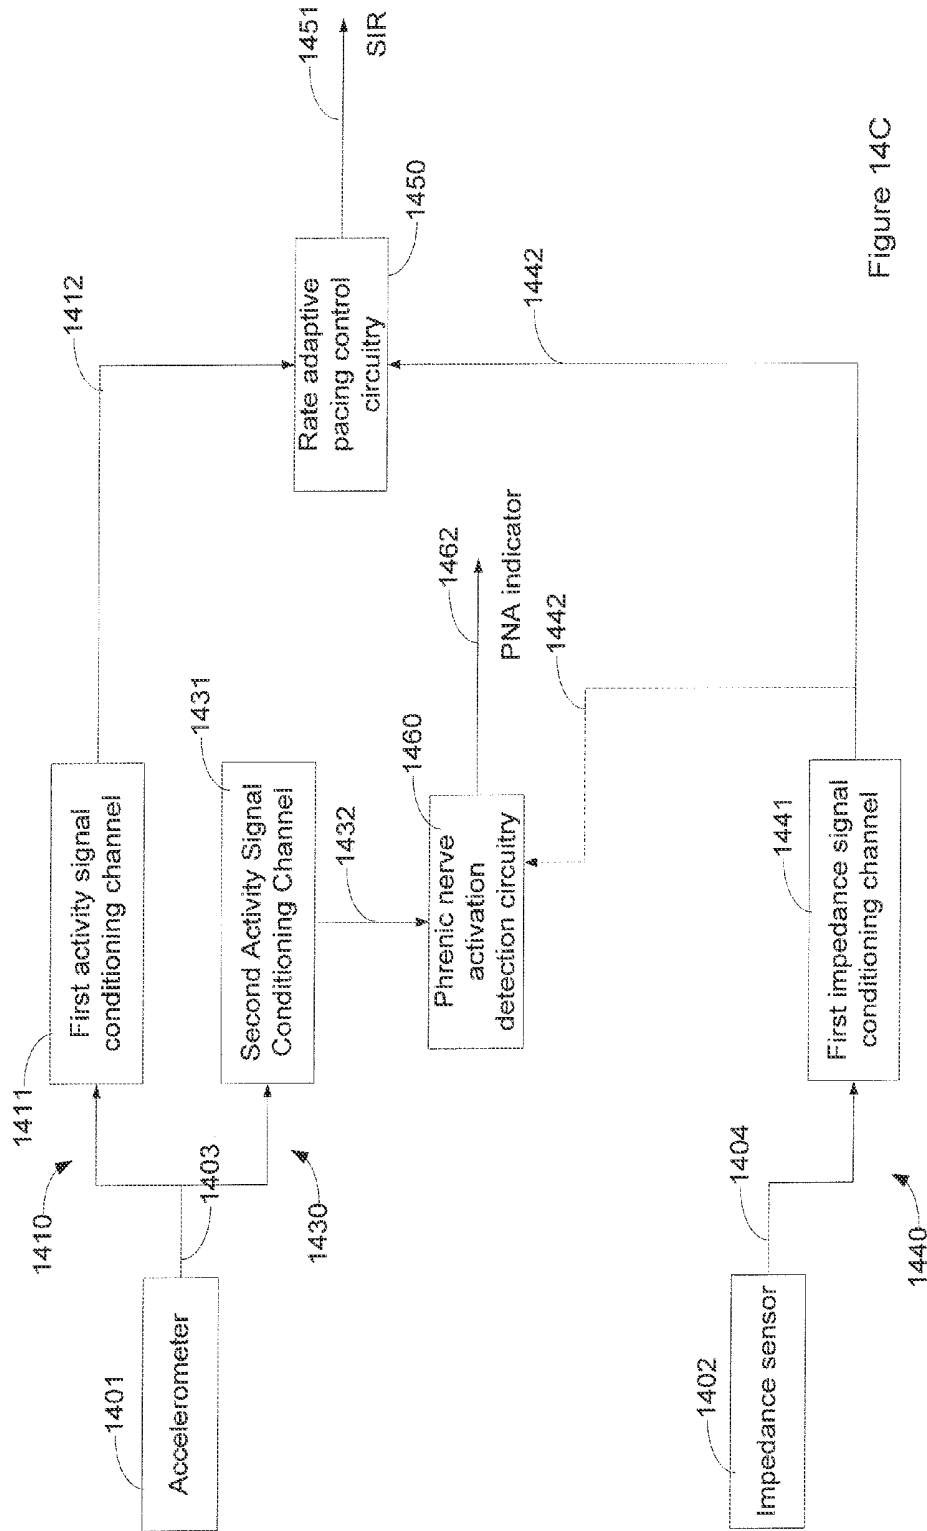 1401
Accelerometer
1403
1410
1430
1411
First activity signal
conditioning channel
1412
1431
Second Activity Signal
Conditioning Channel
1432
1460
Phrenic nerve
activation
detection circuitry
1462
PNA indicator
1442
Rate adaptive
pacing control
circuitry
1450
1451
SIR
1442
1402
Impedance sensor
1404
1440
1441
First impedance signal
conditioning channel
Figure 14C